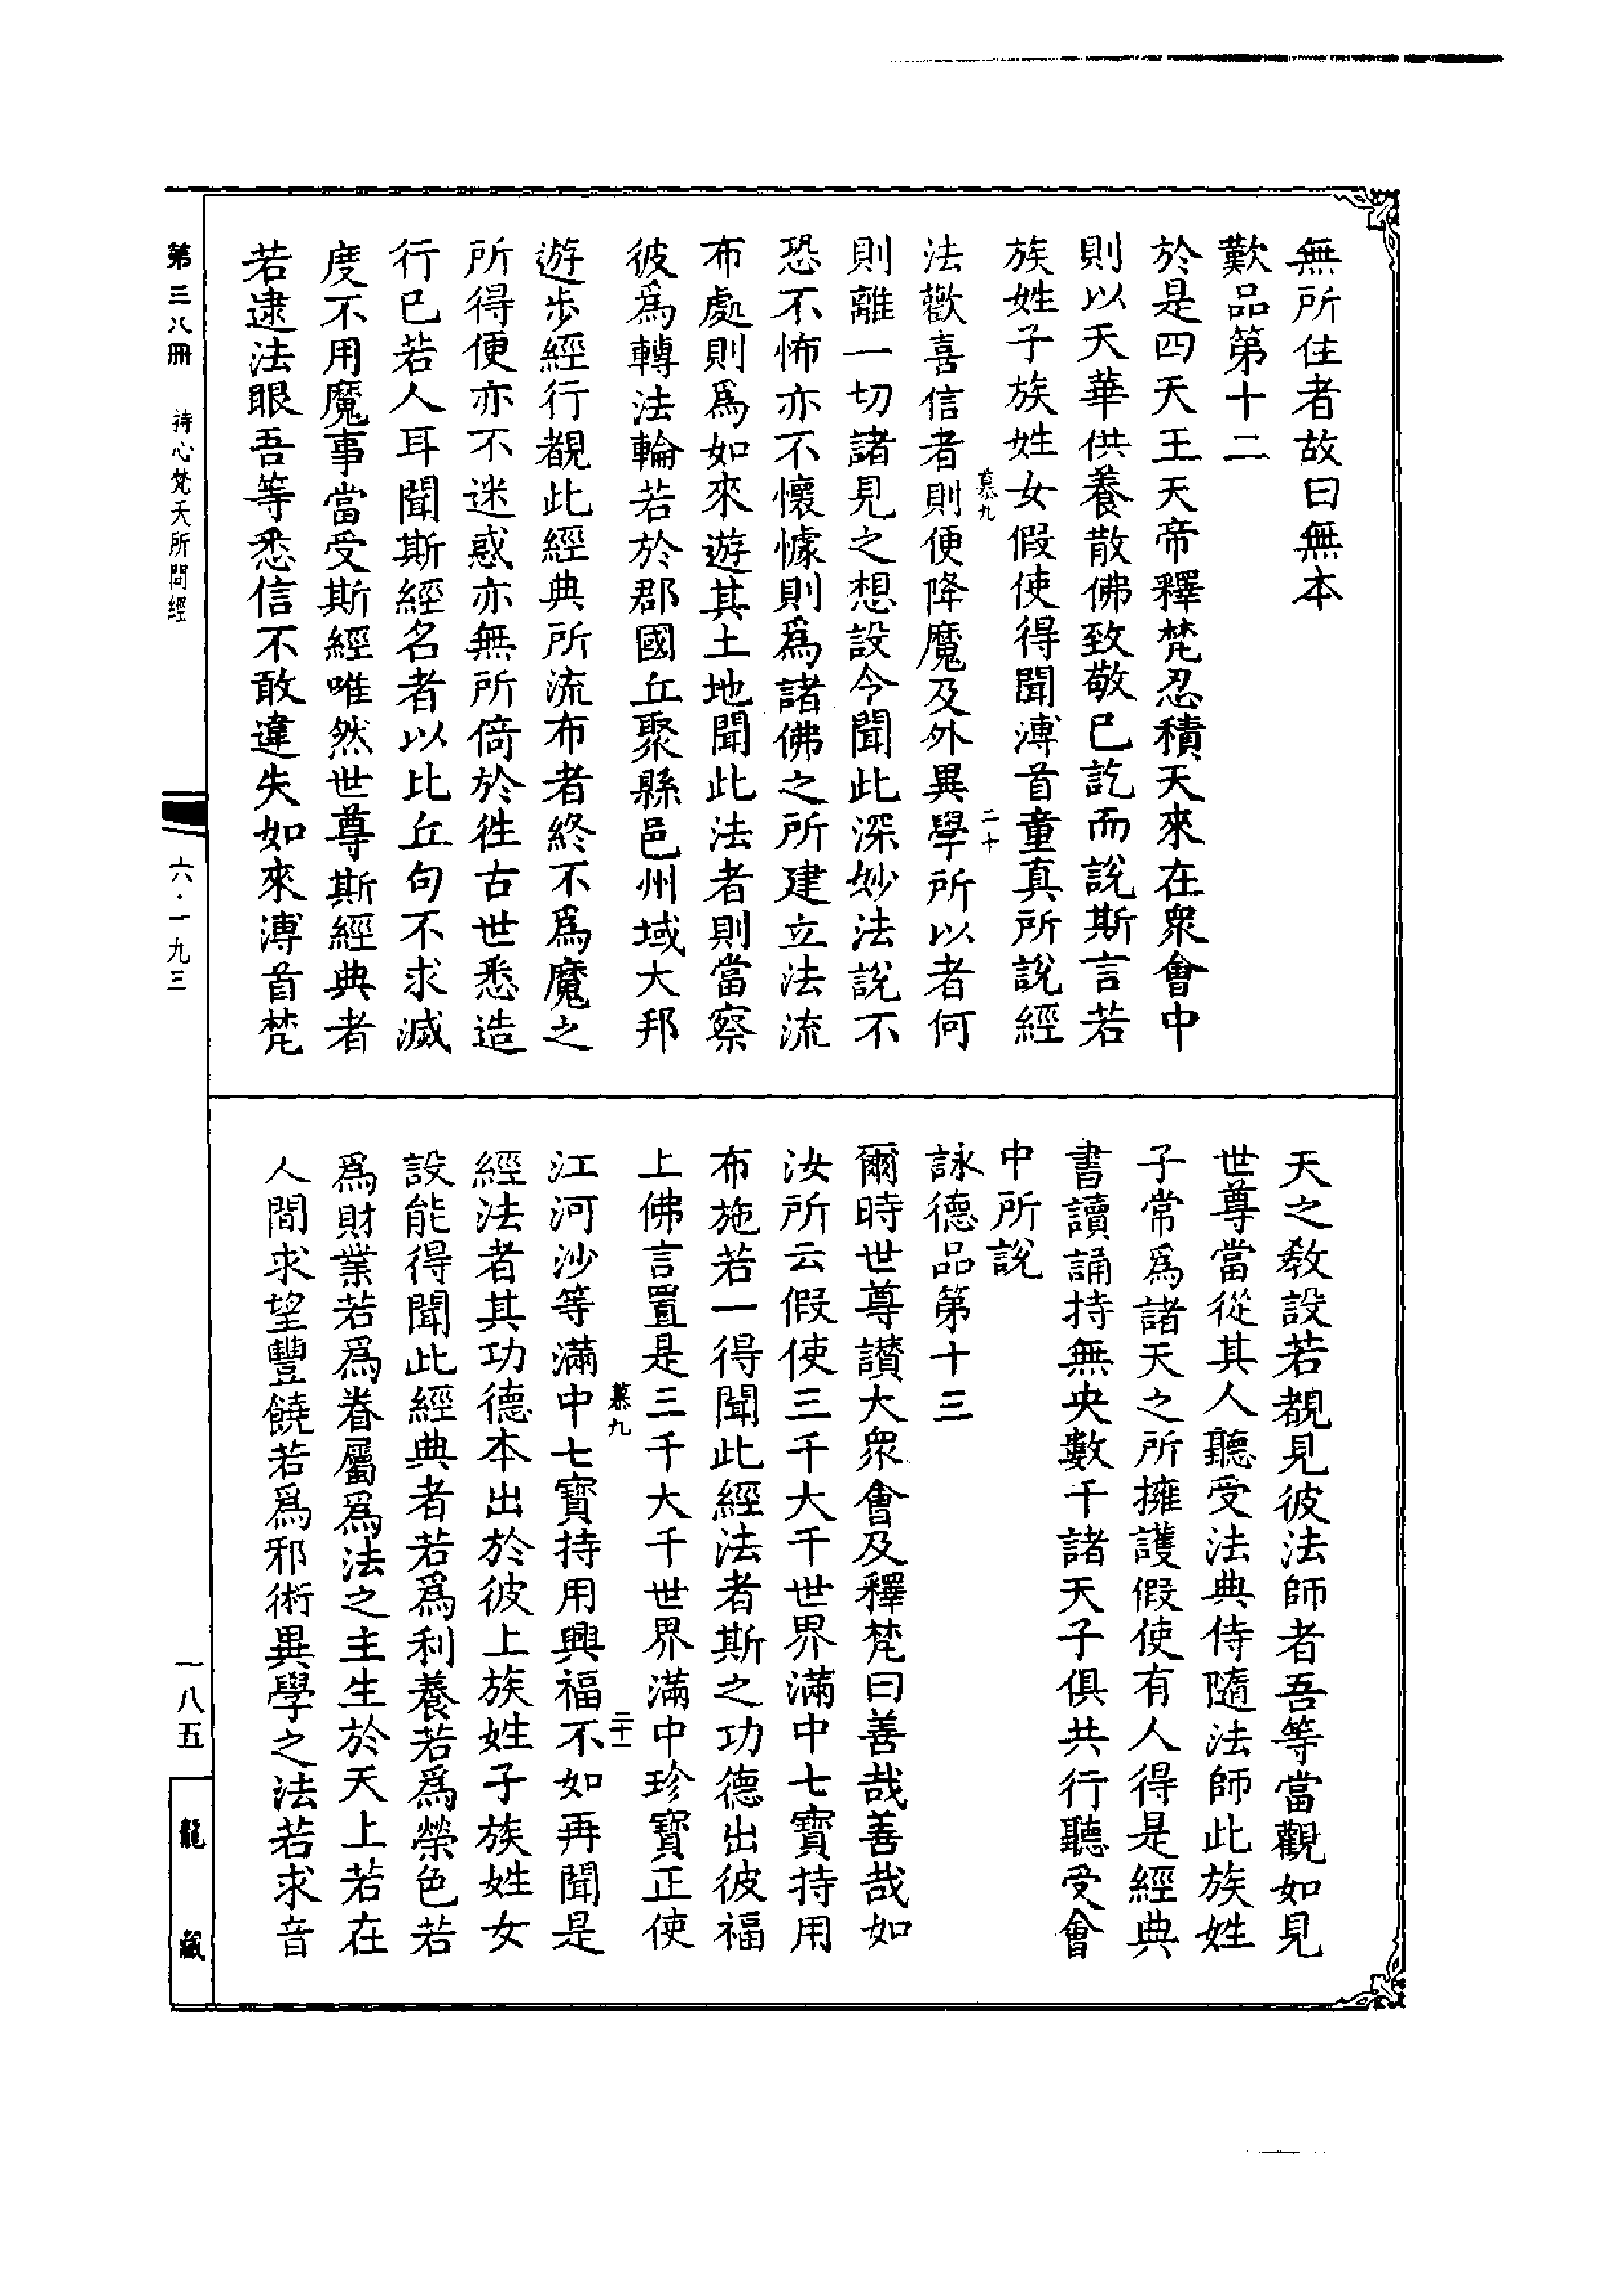 無所住者故曰無本
歎品第十二
於是四天王天帝釋梵忍積天來在眾會中
則以天華供養散佛致敬已訖而說斯言若
族姓子族姓女假使得聞溥首童真所說經
慕九
二十
法歡喜信者則便降魔及外異學所以者何
則離一切諸見之想設今聞此深妙法說不
恐不怖亦不懷懅則爲諸佛之所建立法流
布處則爲如來遊其土地聞此法者則當察
彼爲轉法輪若於郡國丘聚縣邑州域大邦
遊步經行覩此經典所流布者終不爲魔之
所得便亦不迷惑亦無所倚於往古世悉造
行已若人耳聞斯經名者以比丘句不求滅
度不用魔事當受斯經唯然世尊斯經典者
若逮法眼吾等悉信不敢違失如來溥首梵
天之教設若覩見彼法師者吾等當觀如見
世尊當從其人聽受法典侍隨法師此族姓
子常爲諸天之所擁護假使有人得是經典
書讀誦持無央數千諸天子俱共行聽受會
中所說
詠德品第十三
爾時世尊讚大眾會及釋梵曰善哉善哉如
汝所云假使三千大千世界滿中七寶持用
布施若一得聞此經法者斯之功德出彼福
上佛言置是三千大千世界滿中珍寶正使
慕九
二十一
江河沙等滿中七寶持用興福不如再聞是
經法者其功德本出於彼上族姓子族姓女
設能得聞此經典者若爲利養若爲榮色若
爲財業若爲眷屬爲法之主生於天上若在
人間求望豐饒若爲邪術異學之法若求音
第三八冊 持心梵天所問經
六·一九三
一八五
龍藏